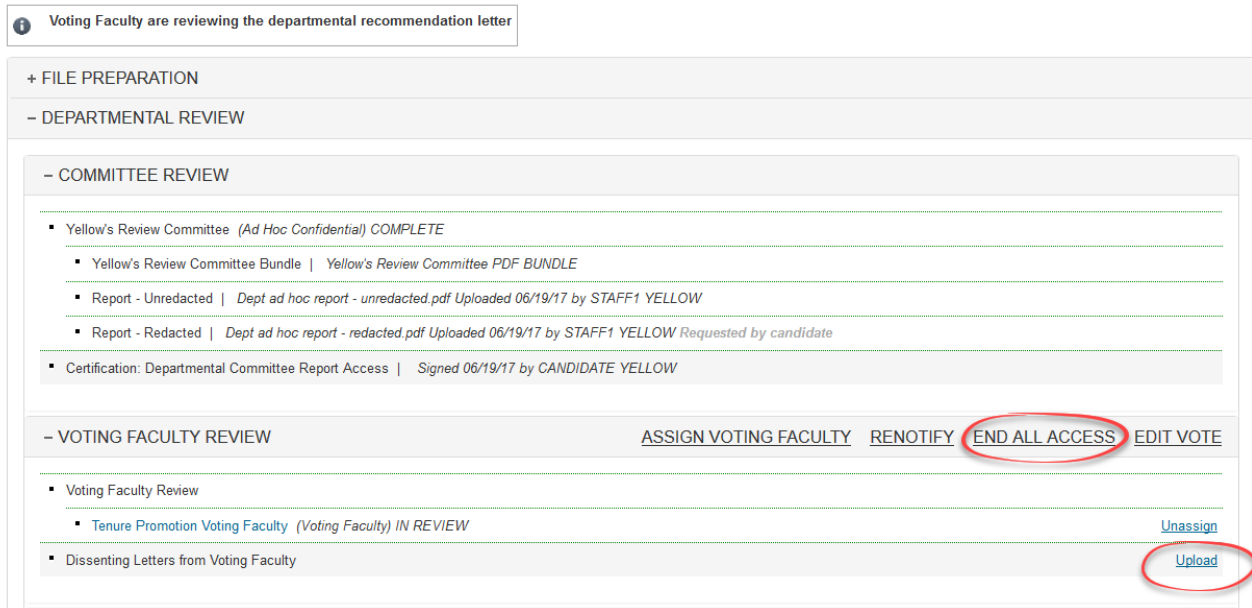 Voting Faculty are reviewing the departmental recommendation letter
+ FILE PREPARATION
– DEPARTMENTAL REVIEW
– COMMITTEE REVIEW
▪ Yellow's Review Committee (Ad Hoc Confidential) COMPLETE
▪ Yellow's Review Committee Bundle | Yellow's Review Committee PDF BUNDLE
▪ Report - Unredacted | Dept ad hoc report - unredacted.pdf Uploaded 06/19/17 by STAFF1 YELLOW
▪ Report - Redacted | Dept ad hoc report - redacted.pdf Uploaded 06/19/17 by STAFF1 YELLOW Requested by candidate
▪ Certification: Departmental Committee Report Access | Signed 06/19/17 by CANDIDATE YELLOW
– VOTING FACULTY REVIEW ASSIGN VOTING FACULTY RENOTIFY END ALL ACCESS EDIT VOTE
▪ Voting Faculty Review
▪ Tenure Promotion Voting Faculty (Voting Faculty) IN REVIEW Unassign
▪ Dissenting Letters from Voting Faculty Upload